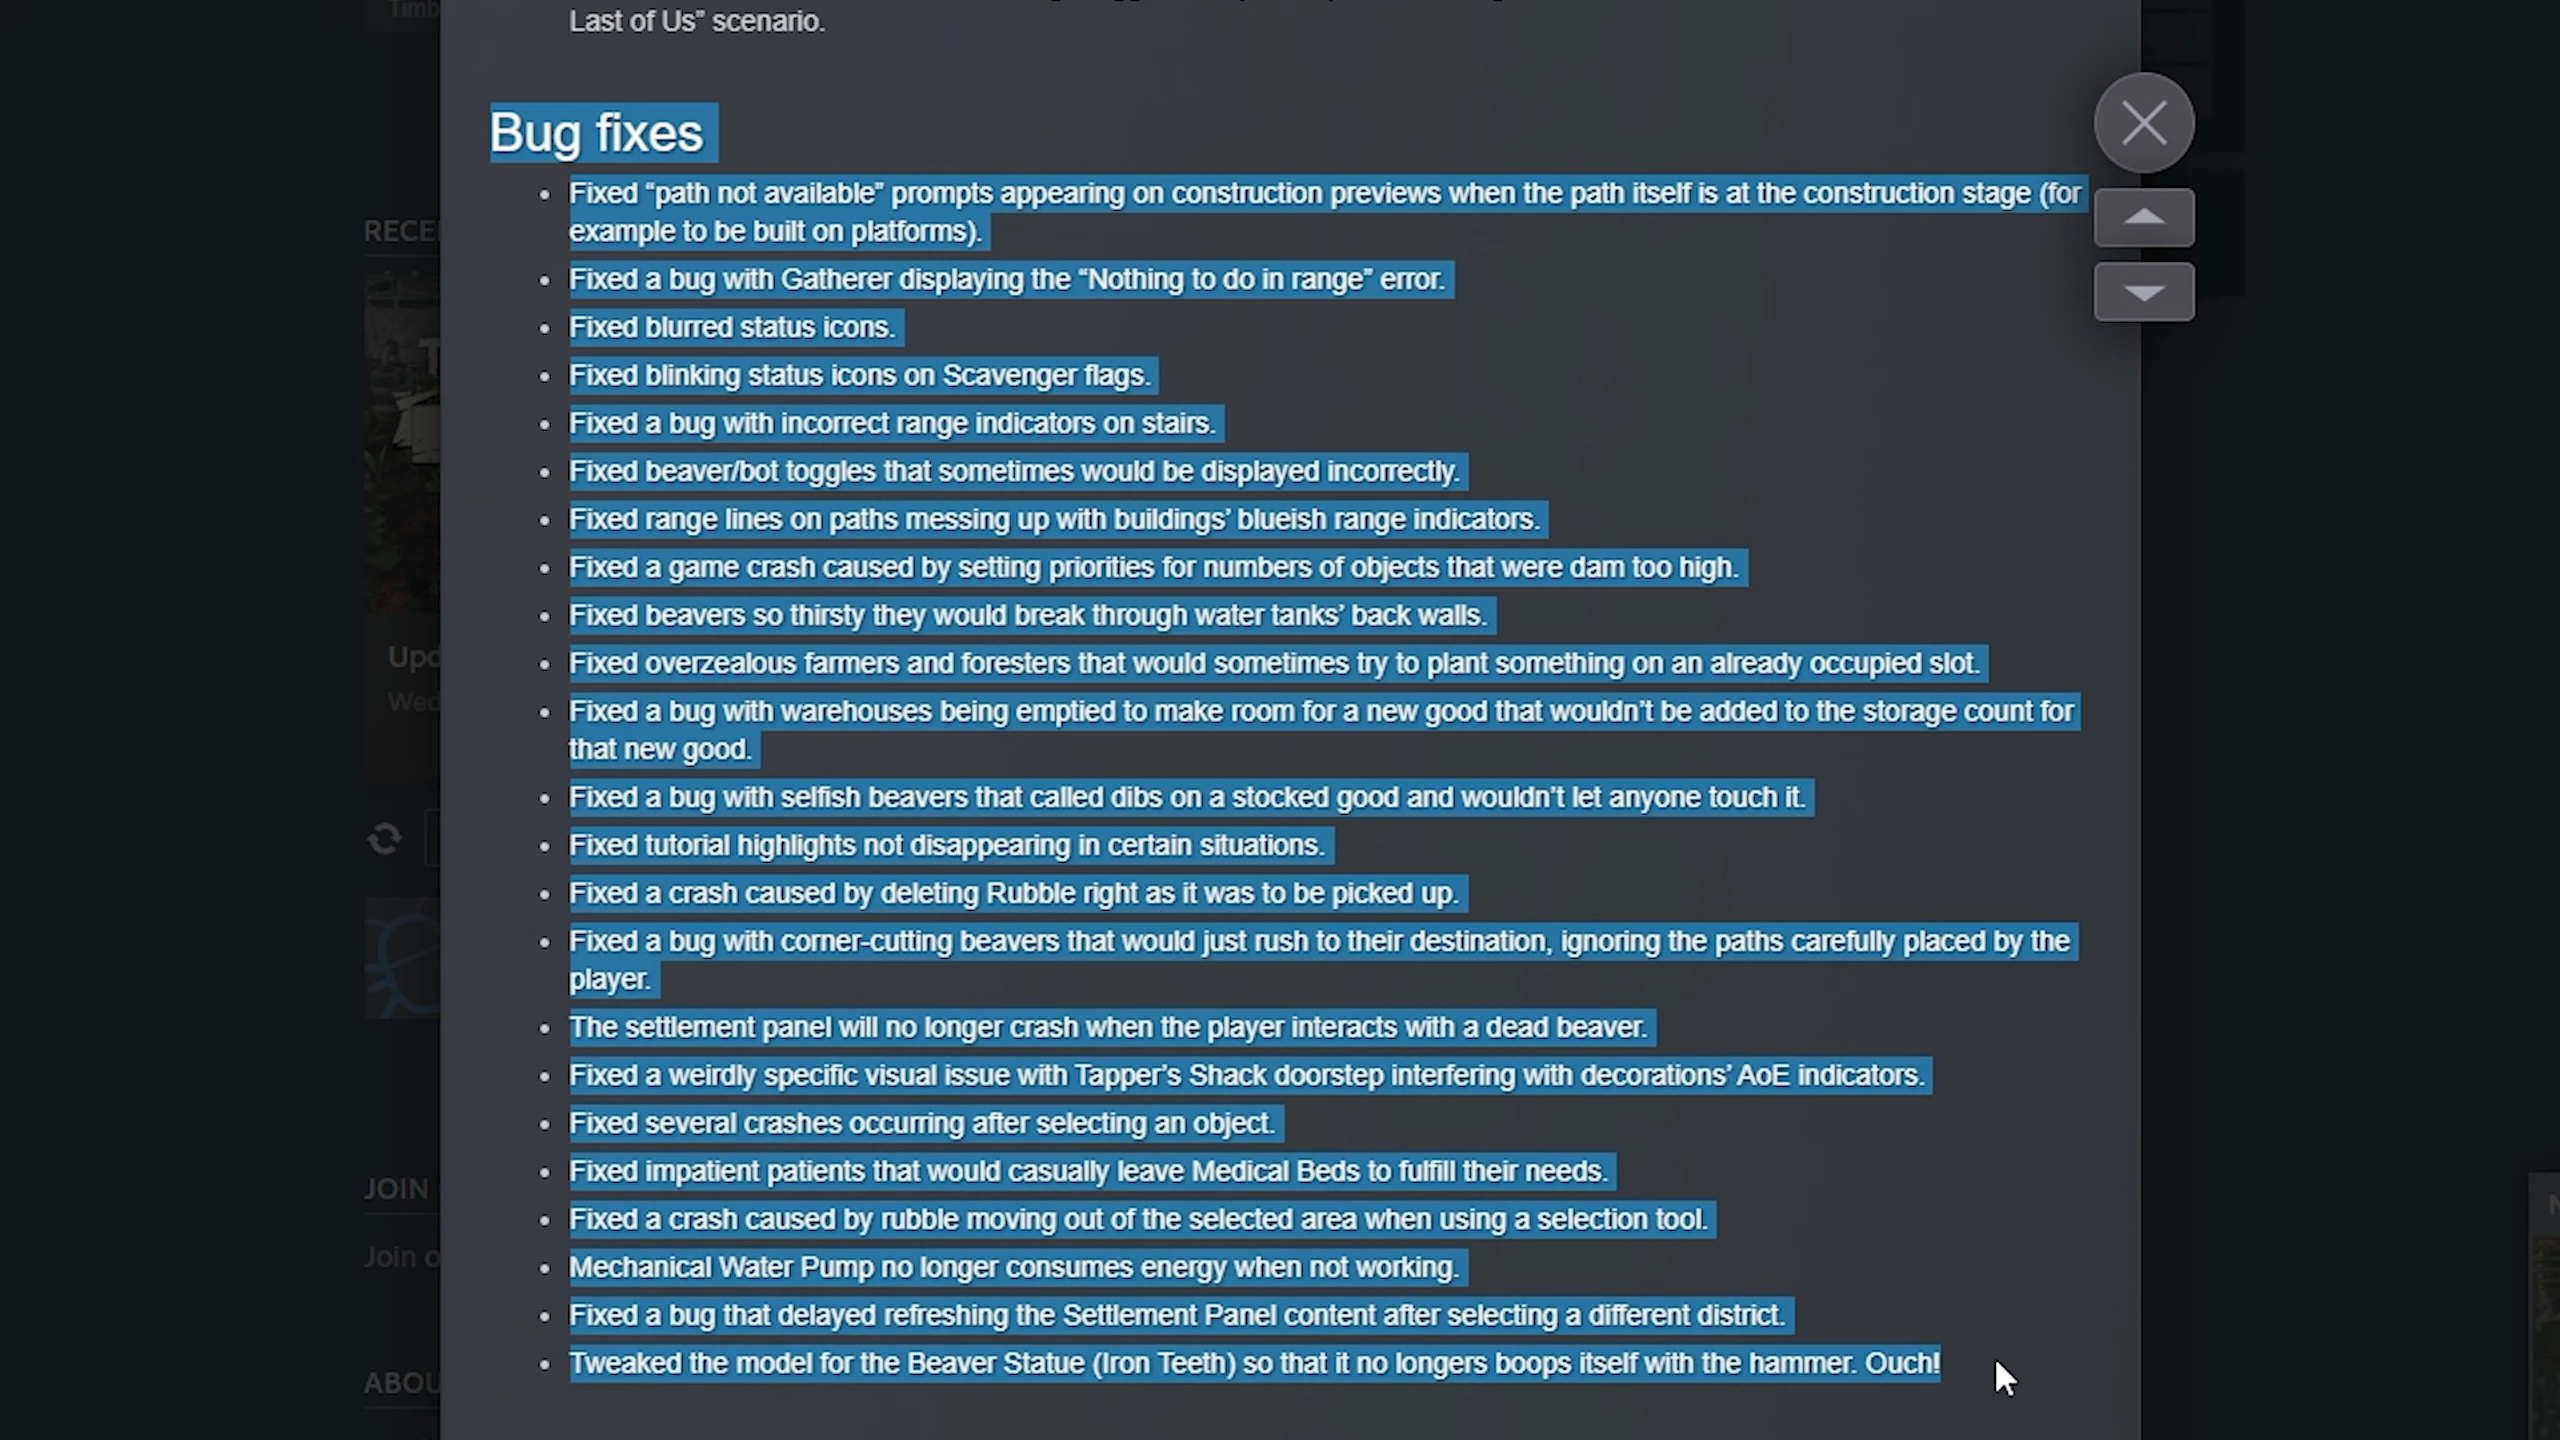 Timb
Last of Us” scenario.
Bug fixes
Fixed “path not available” prompts appearing on construction previews when the path itself is at the construction stage (for
example to be built on platforms).
Fixed a bug with Gatherer displaying the “Nothing to do in range” error.
Fixed blurred status icons.
Fixed blinking status icons on Scavenger flags.
Fixed a bug with incorrect range indicators on stairs.
Fixed beaver/bot toggles that sometimes would be displayed incorrectly.
Fixed range lines on paths messing up with buildings’ blueish range indicators.
Fixed a game crash caused by setting priorities for numbers of objects that were dam too high.
Fixed beavers so thirsty they would break through water tanks’ back walls.
Fixed overzealous farmers and foresters that would sometimes try to plant something on an already occupied slot.
Fixed a bug with warehouses being emptied to make room for a new good that wouldn’t be added to the storage count for
that new good.
Fixed a bug with selfish beavers that called dibs on a stocked good and wouldn’t let anyone touch it.
Fixed tutorial highlights not disappearing in certain situations.
Fixed a crash caused by deleting Rubble right as it was to be picked up.
Fixed a bug with corner-cutting beavers that would just rush to their destination, ignoring the paths carefully placed by the
player.
The settlement panel will no longer crash when the player interacts with a dead beaver.
Fixed a weirdly specific visual issue with Tapper’s Shack doorstep interfering with decorations’ AoE indicators.
Fixed several crashes occurring after selecting an object.
Fixed impatient patients that would casually leave Medical Beds to fulfill their needs.
Fixed a crash caused by rubble moving out of the selected area when using a selection tool.
Mechanical Water Pump no longer consumes energy when not working.
Fixed a bug that delayed refreshing the Settlement Panel content after selecting a different district.
Tweaked the model for the Beaver Statue (Iron Teeth) so that it no longers boops itself with the hammer. Ouch!
RECE
T
Upd
Wed
JOIN
Join o
ABOU